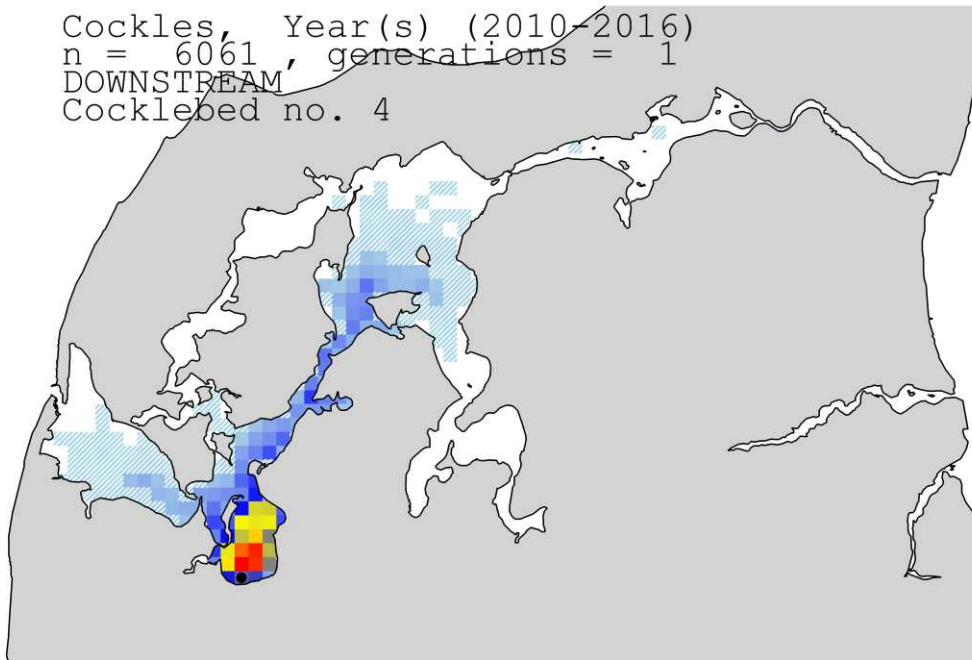 Cockles, Year(s) (2010-2016)
n = 6061 , generations = 1
DOWNSTREAM
Cocklebed no. 4